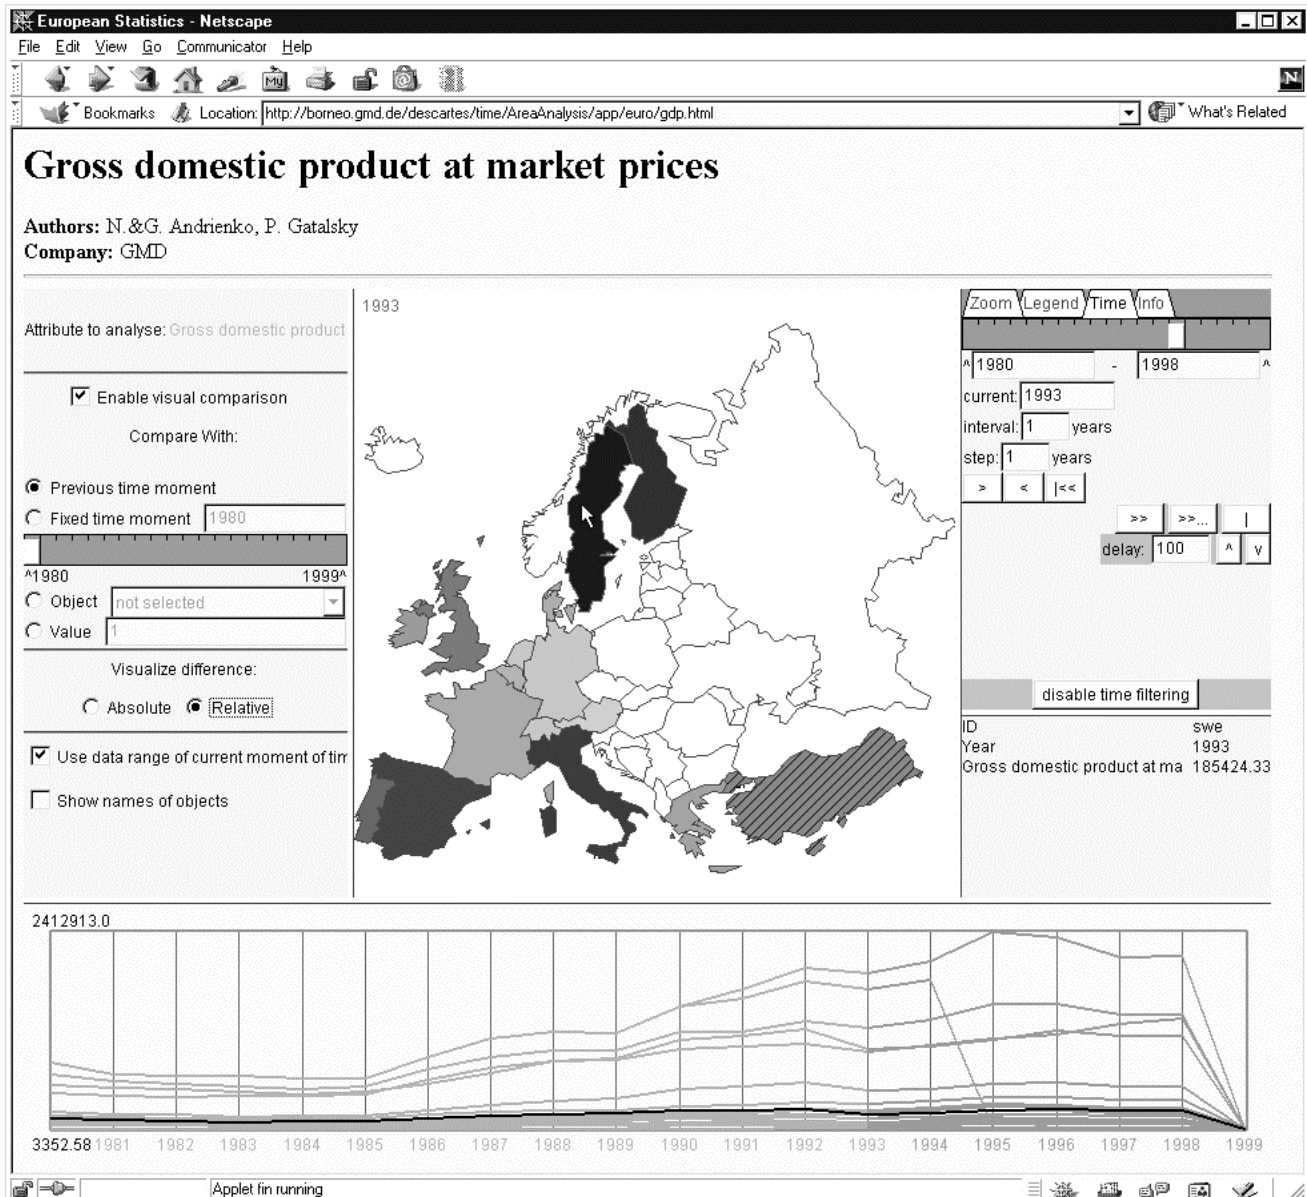 European Statistics - Netscape
File Edit View Go Communicator Help
My
N
Bookmarks Location: http://borneo.gmd.de/descartes/time/AreaAnalysis/app/euro/gdp.html What's Related
Gross domestic product at market prices
Authors: N.&G. Andrienko, P. Gatalsky
Company: GMD
Attribute to analyse: Gross domestic product
Enable visual comparison
Compare With:
Previous time moment
Fixed time moment 1980
^1980 1999^
Object not selected
Value 1
Visualize difference:
Absolute Relative
Use data range of current moment of tim
Show names of objects
1993
Zoom Legend Time Info
^ 1980 - 1998 ^
current: 1993
interval: 1 years
step: 1 years
> < |<<
>> >>... |
delay: 100 ^ v
disable time filtering
ID swe
Year 1993
Gross domestic product at ma 185424.33
2412913.0
3352.58 1981 1982 1983 1984 1985 1986 1987 1988 1989 1990 1991 1992 1993 1994 1995 1996 1997 1998 1999
Applet fin running